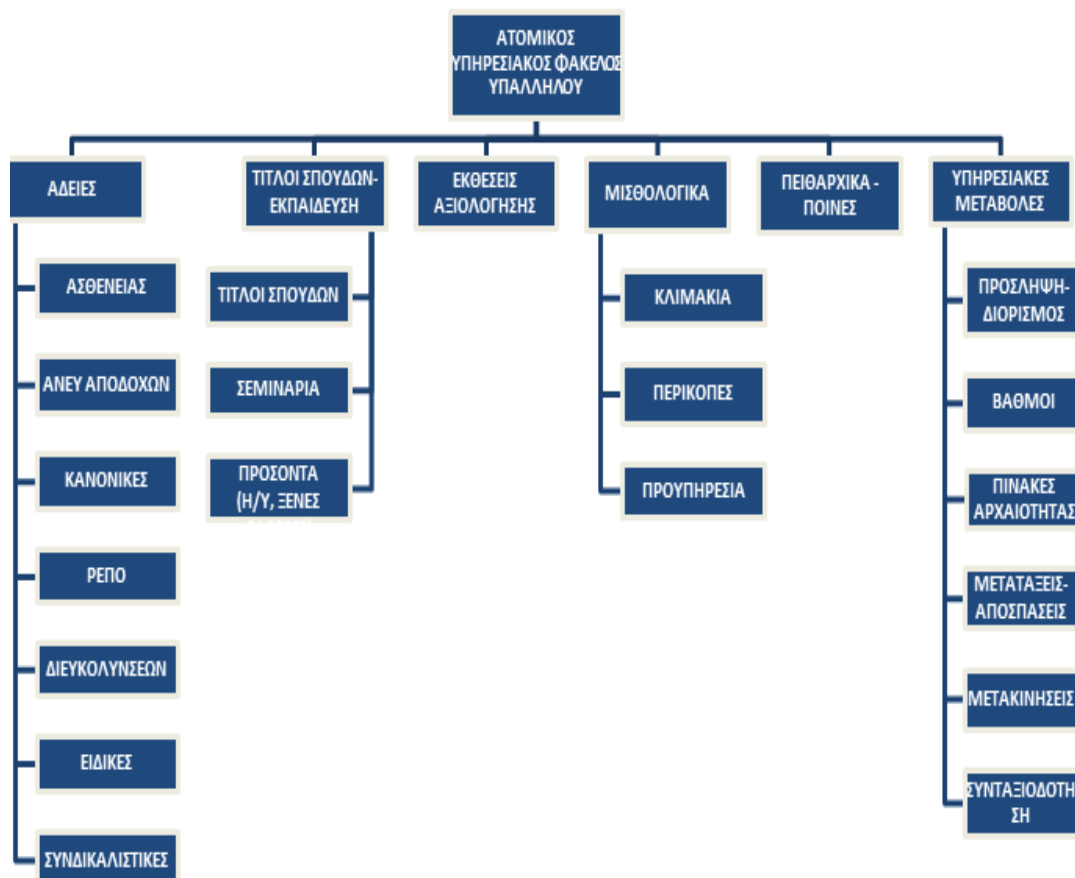 ΑΤΟΜΙΚΟΣ
ΥΠΗΡΕΣΙΑΚΟΣ ΦΑΚΕΛΟΣ
ΥΠΑΛΛΗΛΟΥ
ΑΔΕΙΕΣ
ΑΣΘΕΝΕΙΑΣ
ΑΝΕΥ ΑΠΟΔΟΧΩΝ
ΚΑΝΟΝΙΚΕΣ
ΡΕΠΟ
ΔΙΕΥΚΟΛΥΝΣΕΩΝ
ΕΙΔΙΚΕΣ
ΣΥΝΔΙΚΑΛΙΣΤΙΚΕΣ
ΤΙΤΛΟΙ ΣΠΟΥΔΩΝ-
ΕΚΠΑΙΔΕΥΣΗ
ΤΙΤΛΟΙ ΣΠΟΥΔΩΝ
ΣΕΜΙΝΑΡΙΑ
ΠΡΟΣΟΝΤΑ
(Η/Υ, ΞΕΝΕΣ
ΕΚΘΕΣΕΙΣ
ΑΞΙΟΛΟΓΗΣΗΣ
ΜΙΣΘΟΛΟΓΙΚΑ
ΚΛΙΜΑΚΙΑ
ΠΕΡΙΚΟΠΕΣ
ΠΡΟΥΠΗΡΕΣΙΑ
ΠΕΙΘΑΡΧΙΚΑ -
ΠΟΙΝΕΣ
ΥΠΗΡΕΣΙΑΚΕΣ
ΜΕΤΑΒΟΛΕΣ
ΠΡΟΣΛΗΨΗ-
ΔΙΟΡΙΣΜΟΣ
ΒΑΘΜΟΙ
ΠΙΝΑΚΕΣ
ΑΡΧΑΙΟΤΗΤΑΣ
ΜΕΤΑΤΑΞΕΙΣ-
ΑΠΟΣΠΑΣΕΙΣ
ΜΕΤΑΚΙΝΗΣΕΙΣ
ΣΥΝΤΑΞΙΟΔΟΤΗ
ΣΗ